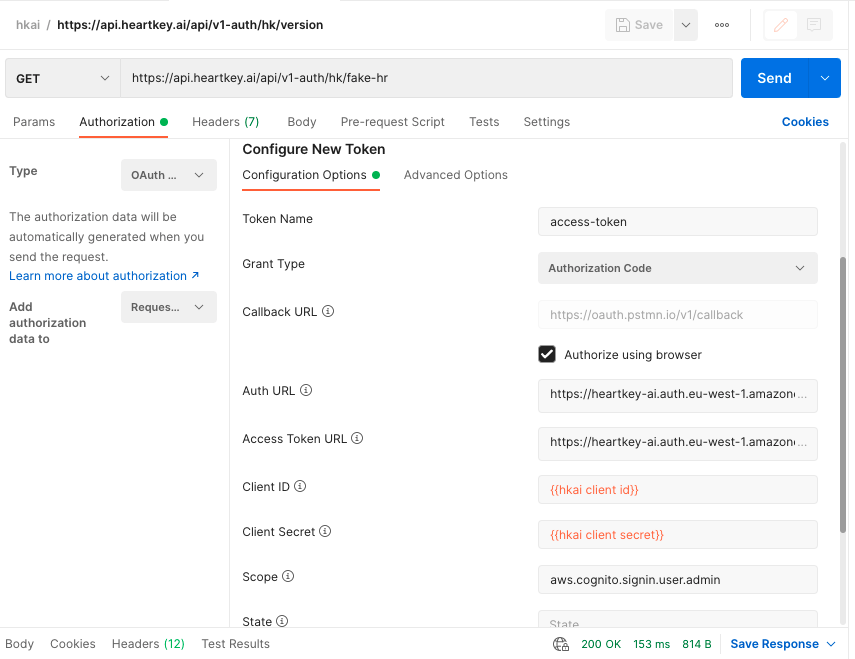 hkai / https://api.heartkey.ai/api/v1-auth/hk/version
Save
GET
https://api.heartkey.ai/api/v1-auth/hk/fake-hr
Send
Params Authorization Headers (7) Body Pre-request Script Tests Settings Cookies
Type
OAuth ...
The authorization data will be
automatically generated when you
send the request.
Learn more about authorization ↗
Add
authorization
data to
Reques...
Configure New Token
Configuration Options Advanced Options
Token Name
access-token
Grant Type
Authorization Code
Callback URL
https://oauth.pstmn.io/v1/callback
Authorize using browser
Auth URL
https://heartkey-ai.auth.eu-west-1.amazon...
Access Token URL
https://heartkey-ai.auth.eu-west-1.amazon...
Client ID
{{hkai client id}}
Client Secret
{{hkai client secret}}
Scope
aws.cognito.signin.user.admin
State
State
Body Cookies Headers (12) Test Results
200 OK 153 ms 814 B Save Response